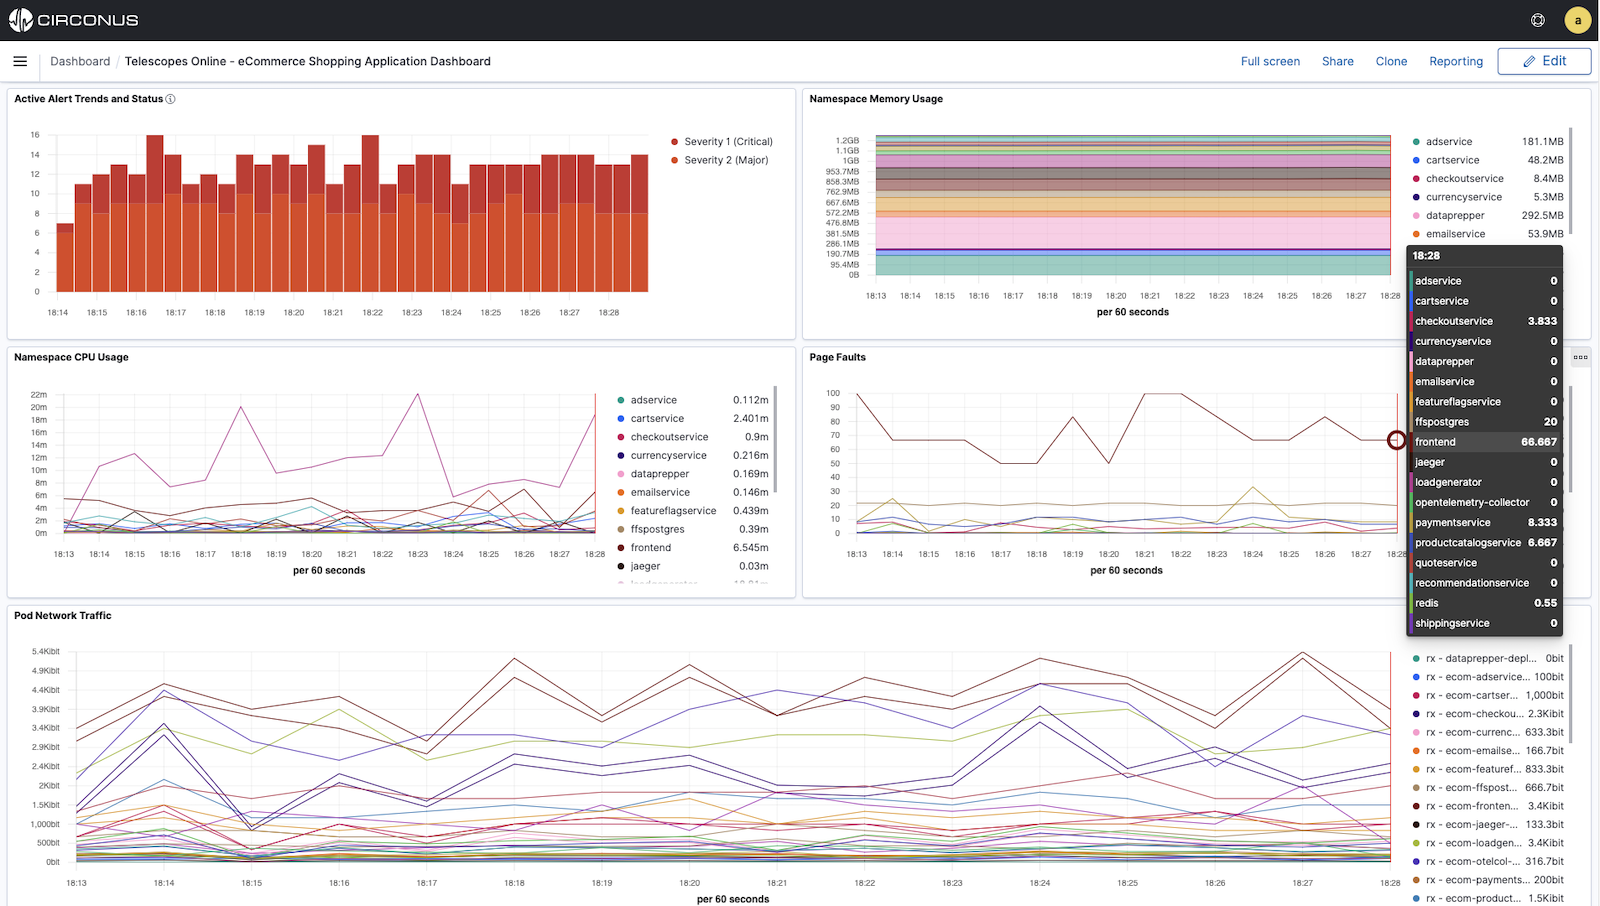 CIRCONUS
a
Dashboard / Telescopes Online - eCommerce Shopping Application Dashboard
Full screen Share Clone Reporting Edit
Active Alert Trends and Status
16
14
12
10
8
6
4
2
0
18:14 18:15 18:16 18:17 18:18 18:19 18:20 18:21 18:22 18:23 18:24 18:25 18:26 18:27 18:28
Severity 1 (Critical)
Severity 2 (Major)
Namespace Memory Usage
1.2GB
1.1GB
1GB
953.7MB
858.3MB
762.9MB
667.6MB
572.2MB
476.8MB
381.5MB
286.1MB
190.7MB
95.4MB
0B
18:13 18:14 18:15 18:16 18:17 18:18 18:19 18:20 18:21 18:22 18:23 18:24 18:25 18:26 18:27 18:28
per 60 seconds
adservice 181.1MB
cartservice 48.2MB
checkoutservice 8.4MB
currencyservice 5.3MB
dataprepper 292.5MB
emailservice 53.9MB
18:28
adservice 0
cartservice 0
checkoutservice 3.833
currencyservice 0
dataprepper 0
emailservice 0
featureflagservice 0
ffspostgres 20
frontend 66.667
jaeger 0
loadgenerator 0
opentelemetry-collector 0
paymentservice 8.333
productcatalogservice 6.667
quoteservice 0
recommendationservice 0
redis 0.55
shippingservice 0
Namespace CPU Usage
22m
20m
18m
16m
14m
12m
10m
8m
6m
4m
2m
0m
18:13 18:14 18:15 18:16 18:17 18:18 18:19 18:20 18:21 18:22 18:23 18:24 18:25 18:26 18:27 18:28
per 60 seconds
adservice 0.112m
cartservice 2.401m
checkoutservice 0.9m
currencyservice 0.216m
dataprepper 0.169m
emailservice 0.146m
featureflagservice 0.439m
ffspostgres 0.39m
frontend 6.545m
jaeger 0.03m
Page Faults
100
90
80
70
60
50
40
30
20
10
0
18:13 18:14 18:15 18:16 18:17 18:18 18:19 18:20 18:21 18:22 18:23 18:24 18:25 18:26 18:27 18:28
per 60 seconds
Pod Network Traffic
5.4Kibit
4.9Kibit
4.4Kibit
3.9Kibit
3.4Kibit
2.9Kibit
2.4Kibit
2Kibit
1.5Kibit
1,000bit
500bit
0bit
18:13 18:14 18:15 18:16 18:17 18:18 18:19 18:20 18:21 18:22 18:23 18:24 18:25 18:26 18:27 18:28
per 60 seconds
rx - dataprepper-depl... 0bit
rx - ecom-adservice... 100bit
rx - ecom-cartser... 1,000bit
rx - ecom-checkou... 2.3Kibit
rx - ecom-currenc... 633.3bit
rx - ecom-emailse... 166.7bit
rx - ecom-featuref... 833.3bit
rx - ecom-ffspost... 666.7bit
rx - ecom-fronten... 3.4Kibit
rx - ecom-jaeger-... 133.3bit
rx - ecom-loadgen... 3.4Kibit
rx - ecom-otelcol-... 316.7bit
rx - ecom-payments... 200bit
rx - ecom-product... 1.5Kibit